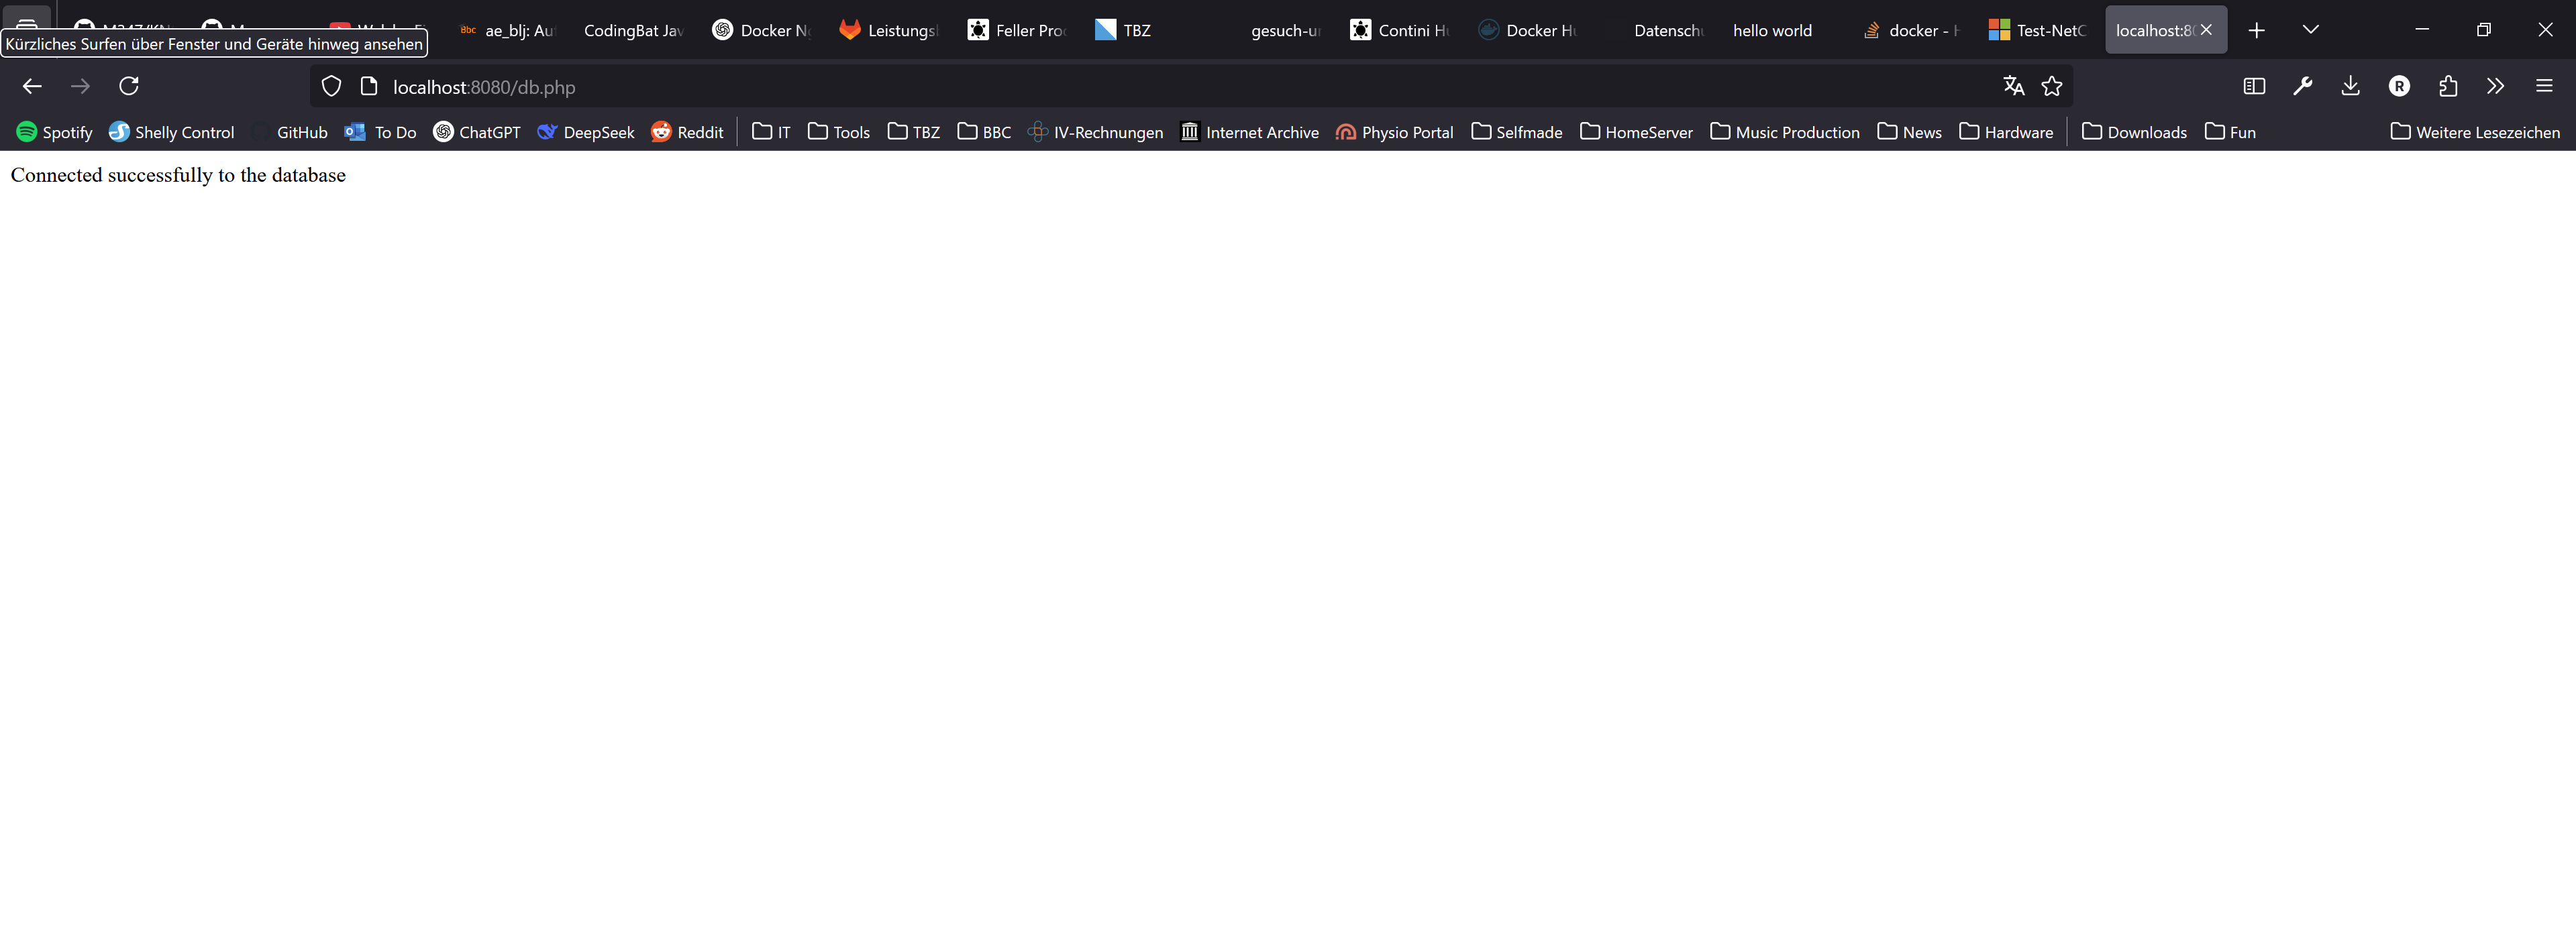 ae_blj: Au
CodingBat Jav
Docker N
Leistungs
Feller Pro
TBZ
gesuch-u
Contini H
Docker Hu
Datensch
hello world
docker -
Test-NetC
localhost:8
Kürzliches Surfen über Fenster und Geräte hinweg ansehen
localhost:8080/db.php
R
Spotify
Shelly Control
GitHub
To Do
ChatGPT
DeepSeek
Reddit
IT
Tools
TBZ
BBC
IV-Rechnungen
Internet Archive
Physio Portal
Selfmade
HomeServer
Music Production
News
Hardware
Downloads
Fun
Weitere Lesezeichen
Connected successfully to the database